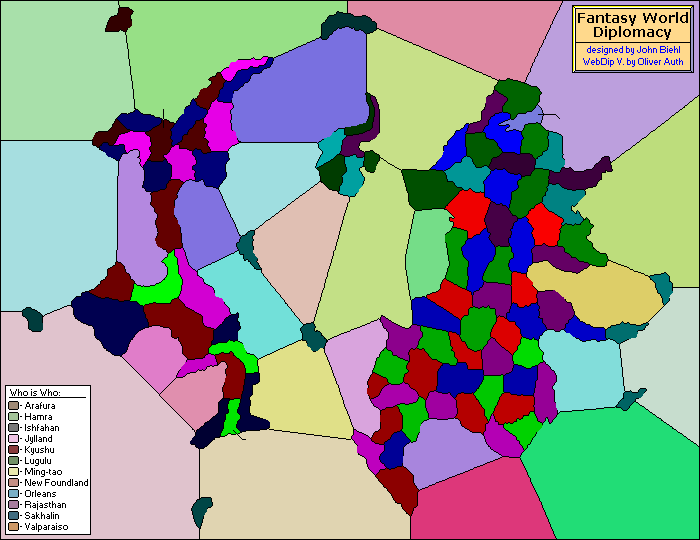 Fantasy World
Diplomacy
designed by John Biehl
WebDip V. by Oliver Auth
Who is Who:
- Arafura
- Hamra
- Ishfahan
- Jylland
- Kyushu
- Lugulu
- Ming-tao
- New Foundland
- Orleans
- Rajasthan
- Sakhalin
- Valparaiso